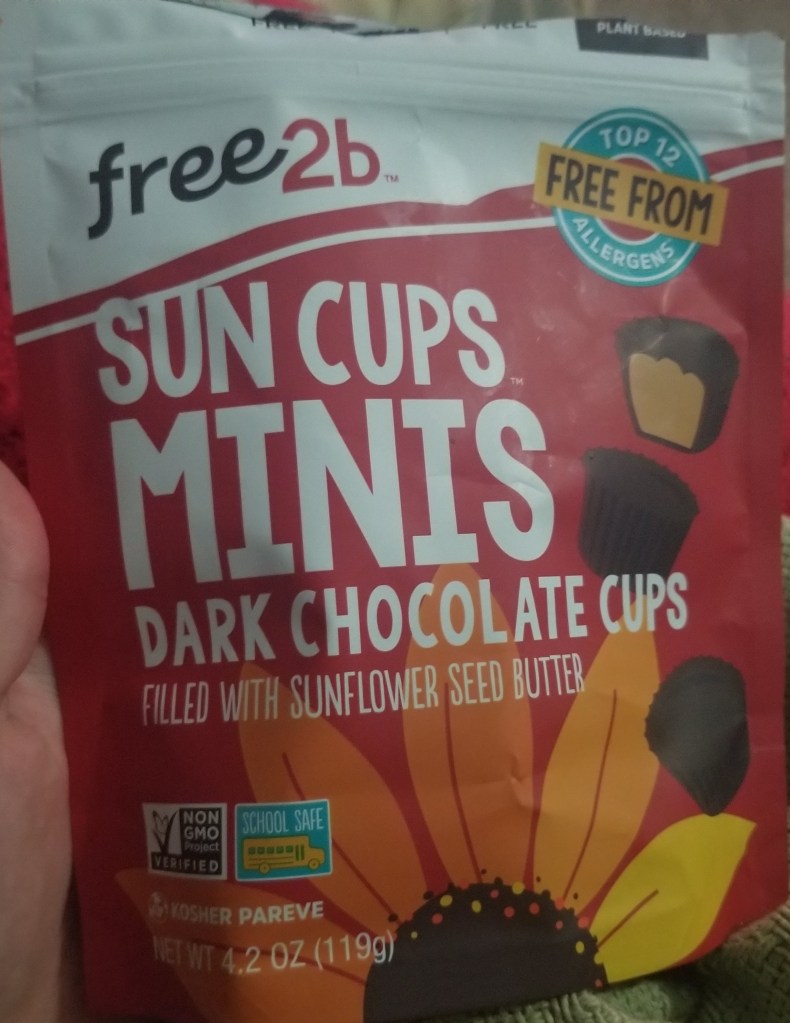 PLANT BASED
free2b™
TOP 12
FREE FROM
ALLERGENS
SUN CUPS™
MINIS
DARK CHOCOLATE CUPS
FILLED WITH SUNFLOWER SEED BUTTER
NON
GMO
Project
VERIFIED
SCHOOL SAFE
KOSHER PAREVE
NET WT 4.2 OZ (119g)